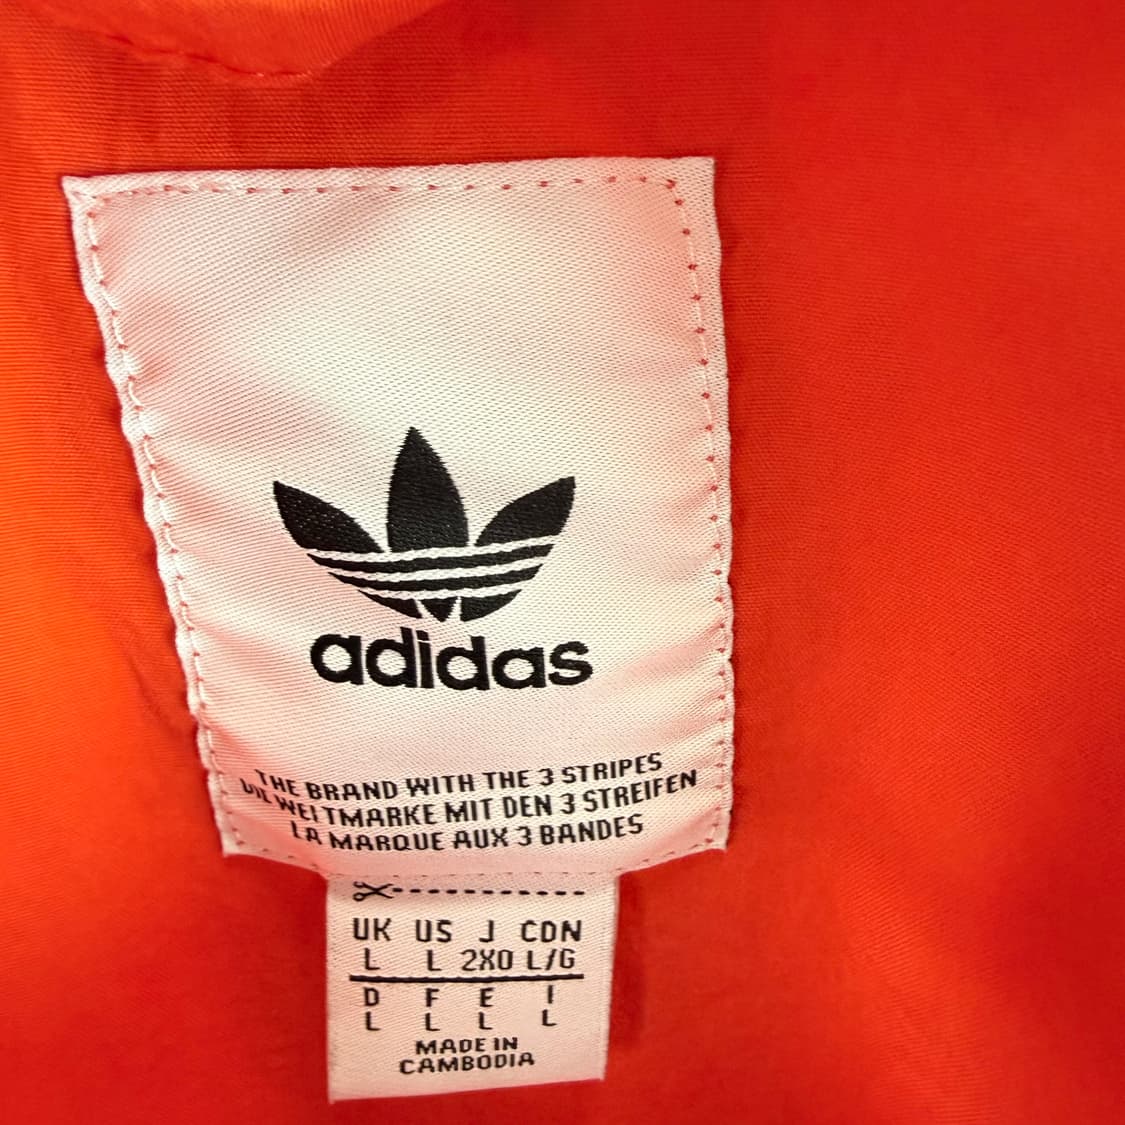 adidas
THE BRAND WITH THE 3 STRIPES
DIE WELTMARKE MIT DEN 3 STREIFEN
LA MARQUE AUX 3 BANDES
UK US J CDN
L L 2XO L/G
D F E I
L L L L
MADE IN
CAMBODIA